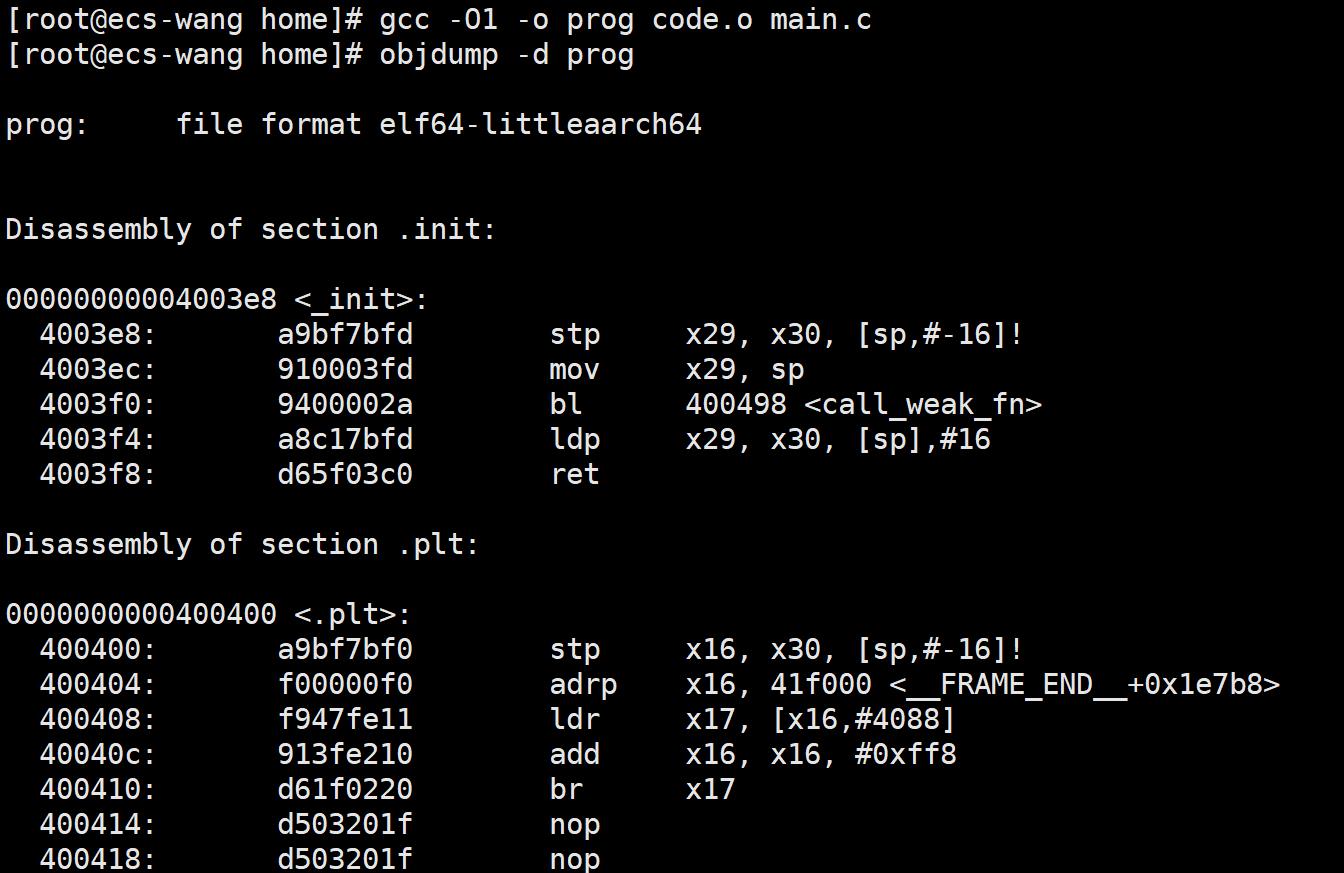 [root@ecs-wang home]# gcc -O1 -o prog code.o main.c
[root@ecs-wang home]# objdump -d prog
prog:     file format elf64-littleaarch64
Disassembly of section .init:
00000000004003e8 <_init>:
  4003e8:       a9bf7bfd        stp     x29, x30, [sp,#-16]!
  4003ec:       910003fd        mov     x29, sp
  4003f0:       9400002a        bl      400498 <call_weak_fn>
  4003f4:       a8c17bfd        ldp     x29, x30, [sp],#16
  4003f8:       d65f03c0        ret
Disassembly of section .plt:
0000000000400400 <.plt>:
  400400:       a9bf7bf0        stp     x16, x30, [sp,#-16]!
  400404:       f00000f0        adrp    x16, 41f000 <__FRAME_END__+0x1e7b8>
  400408:       f947fe11        ldr     x17, [x16,#4088]
  40040c:       913fe210        add     x16, x16, #0xff8
  400410:       d61f0220        br      x17
  400414:       d503201f        nop
  400418:       d503201f        nop